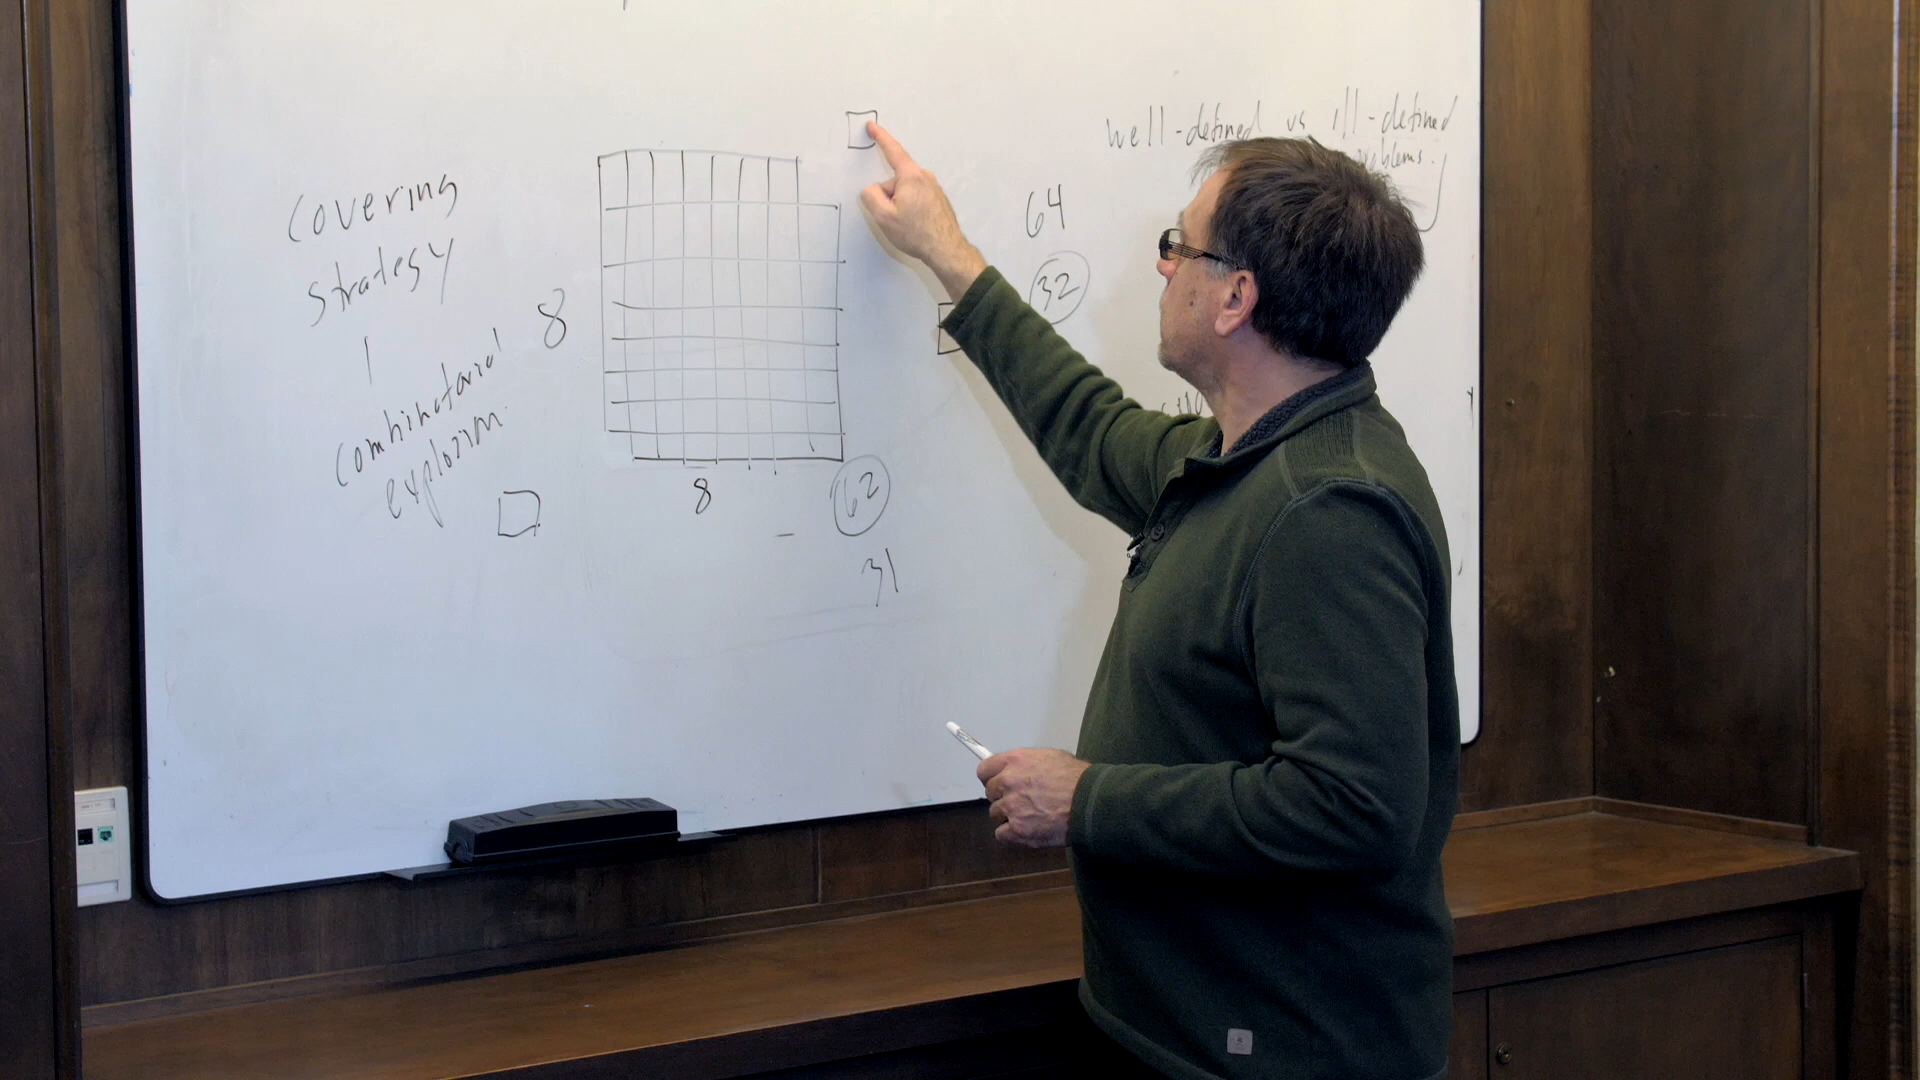 covering
strategy
combinatorial
explosion.
8
8
62
31
64
32
well-defined vs ill-defined
problems.